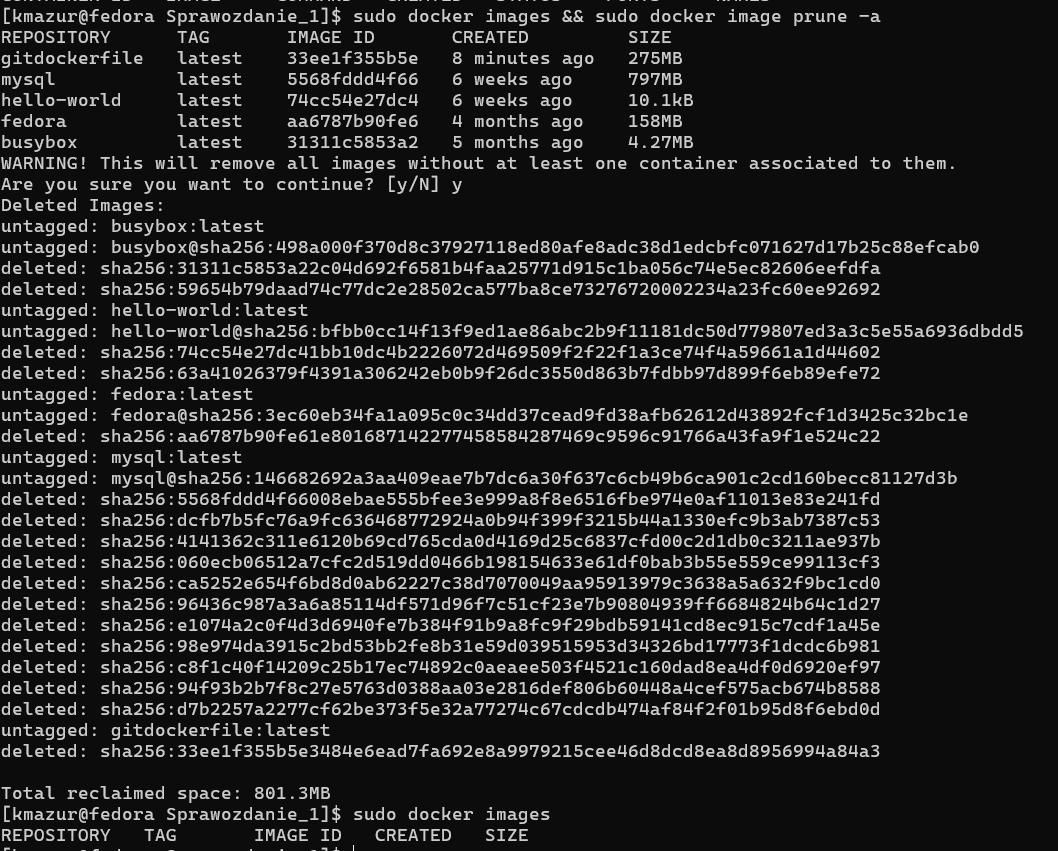 [kmazur@fedora Sprawozdanie_1]$ sudo docker images && sudo docker image prune -a
REPOSITORY      TAG       IMAGE ID       CREATED         SIZE
gitdockerfile   latest    33ee1f355b5e   8 minutes ago   275MB
mysql           latest    5568fddd4f66   6 weeks ago     797MB
hello-world     latest    74cc54e27dc4   6 weeks ago     10.1kB
fedora          latest    aa6787b90fe6   4 months ago    158MB
busybox         latest    31311c5853a2   5 months ago    4.27MB
WARNING! This will remove all images without at least one container associated to them.
Are you sure you want to continue? [y/N] y
Deleted Images:
untagged: busybox:latest
untagged: busybox@sha256:498a000f370d8c37927118ed80afe8adc38d1edcbfc071627d17b25c88efcab0
deleted: sha256:31311c5853a22c04d692f6581b4faa25771d915c1ba056c74e5ec82606eefdfa
deleted: sha256:59654b79daad74c77dc2e28502ca577ba8ce73276720002234a23fc60ee92692
untagged: hello-world:latest
untagged: hello-world@sha256:bfbb0cc14f13f9ed1ae86abc2b9f11181dc50d779807ed3a3c5e55a6936dbdd5
deleted: sha256:74cc54e27dc41bb10dc4b2226072d469509f2f22f1a3ce74f4a59661a1d44602
deleted: sha256:63a41026379f4391a306242eb0b9f26dc3550d863b7fdbb97d899f6eb89efe72
untagged: fedora:latest
untagged: fedora@sha256:3ec60eb34fa1a095c0c34dd37cead9fd38afb62612d43892fcf1d3425c32bc1e
deleted: sha256:aa6787b90fe61e8016871422774585842​87469c9596c91766a43fa9f1e524c22
untagged: mysql:latest
untagged: mysql@sha256:146682692a3aa409eae7b7dc6a30f637c6cb49b6ca901c2cd160becc81127d3b
deleted: sha256:5568fddd4f66008ebae555bfee3e999a8f8e6516fbe974e0af11013e83e241fd
deleted: sha256:dcfb7b5fc76a9fc636468772924a0b94f399f3215b44a1330efc9b3ab7387c53
deleted: sha256:4141362c311e6120b69cd765cda0d4169d25c6837cfd00c2d1db0c3211ae937b
deleted: sha256:060ecb06512a7cfc2d519dd0466b198154633e61df0bab3b55e559ce99113cf3
deleted: sha256:ca5252e654f6bd8d0ab62227c38d7070049aa95913979c3638a5a632f9bc1cd0
deleted: sha256:96436c987a3a6a85114df571d96f7c51cf23e7b90804939ff6684824b64c1d27
deleted: sha256:e1074a2c0f4d3d6940fe7b384f91b9a8fc9f29bdb59141cd8ec915c7cdf1a45e
deleted: sha256:98e974da3915c2bd53bb2fe8b31e59d039515953d34326bd17773f1dcdc6b981
deleted: sha256:c8f1c40f14209c25b17ec74892c0aeaee503f4521c160dad8ea4df0d6920ef97
deleted: sha256:94f93b2b7f8c27e5763d0388aa03e2816def806b60448a4cef575acb674b8588
deleted: sha256:d7b2257a2277cf62be373f5e32a77274c67cdcdb474af84f2f01b95d8f6ebd0d
untagged: gitdockerfile:latest
deleted: sha256:33ee1f355b5e3484e6ead7fa692e8a9979215cee46d8dcd8ea8d8956994a84a3

Total reclaimed space: 801.3MB
[kmazur@fedora Sprawozdanie_1]$ sudo docker images
REPOSITORY   TAG       IMAGE ID   CREATED   SIZE